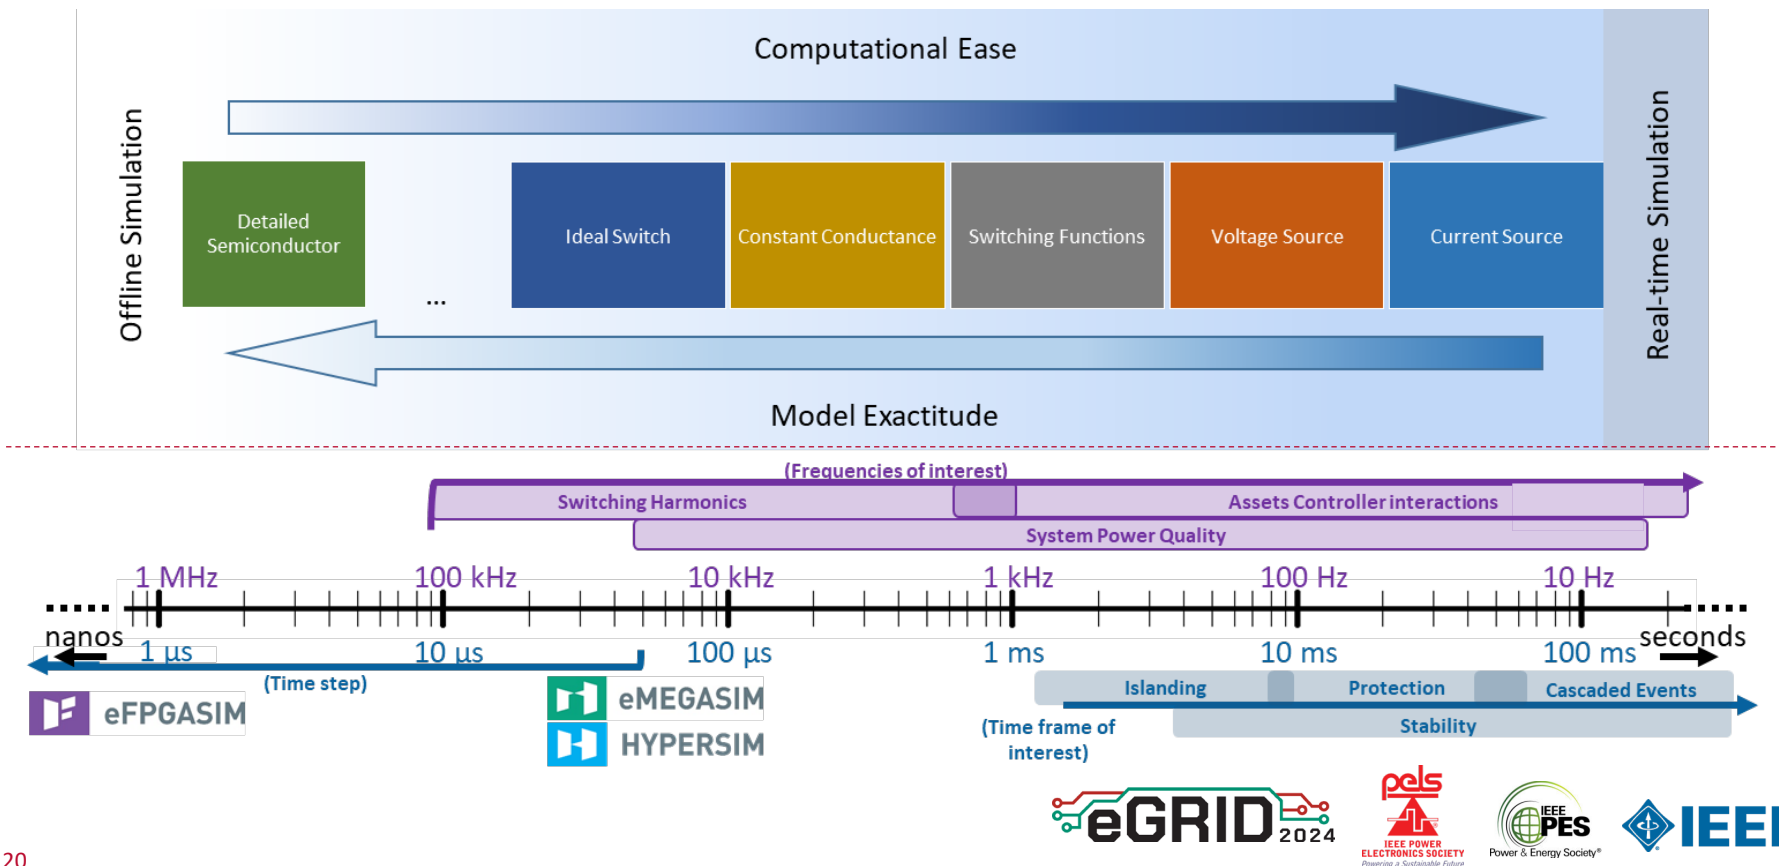 Computational Ease
Offline Simulation
Real-time Simulation
Detailed
Semiconductor
...
Ideal Switch
Constant Conductance
Switching Functions
Voltage Source
Current Source
Model Exactitude
(Frequencies of interest)
Switching Harmonics
Assets Controller interactions
System Power Quality
1 MHz
100 kHz
10 kHz
1 kHz
100 Hz
10 Hz
nanos
seconds
1 µs
10 µs
100 µs
1 ms
10 ms
100 ms
(Time step)
eFPGASIM
eMEGASIM
HYPERSIM
Islanding
Protection
Cascaded Events
Stability
(Time frame of
interest)
eGRID 2024
pels
IEEE POWER
ELECTRONICS SOCIETY
Powering a Sustainable Future
IEEE
PES
Power & Energy Society®
IEEE
20